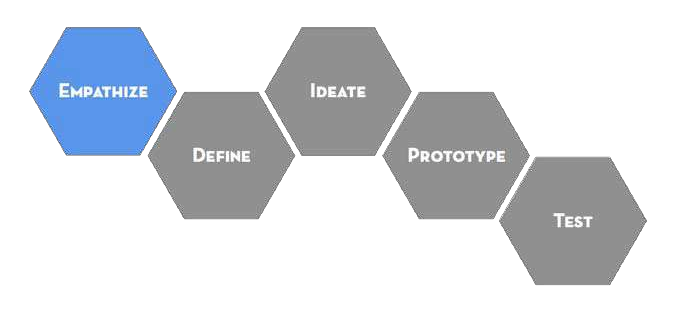 Empathize
Define
Ideate
Prototype
Test